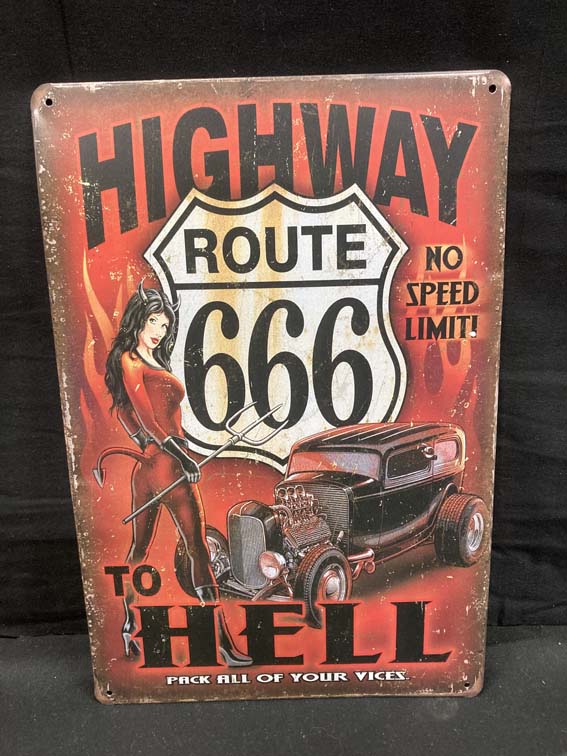 HIGHWAY
ROUTE
666
NO
SPEED
LIMIT!
TO
HELL
PACK ALL OF YOUR VICES